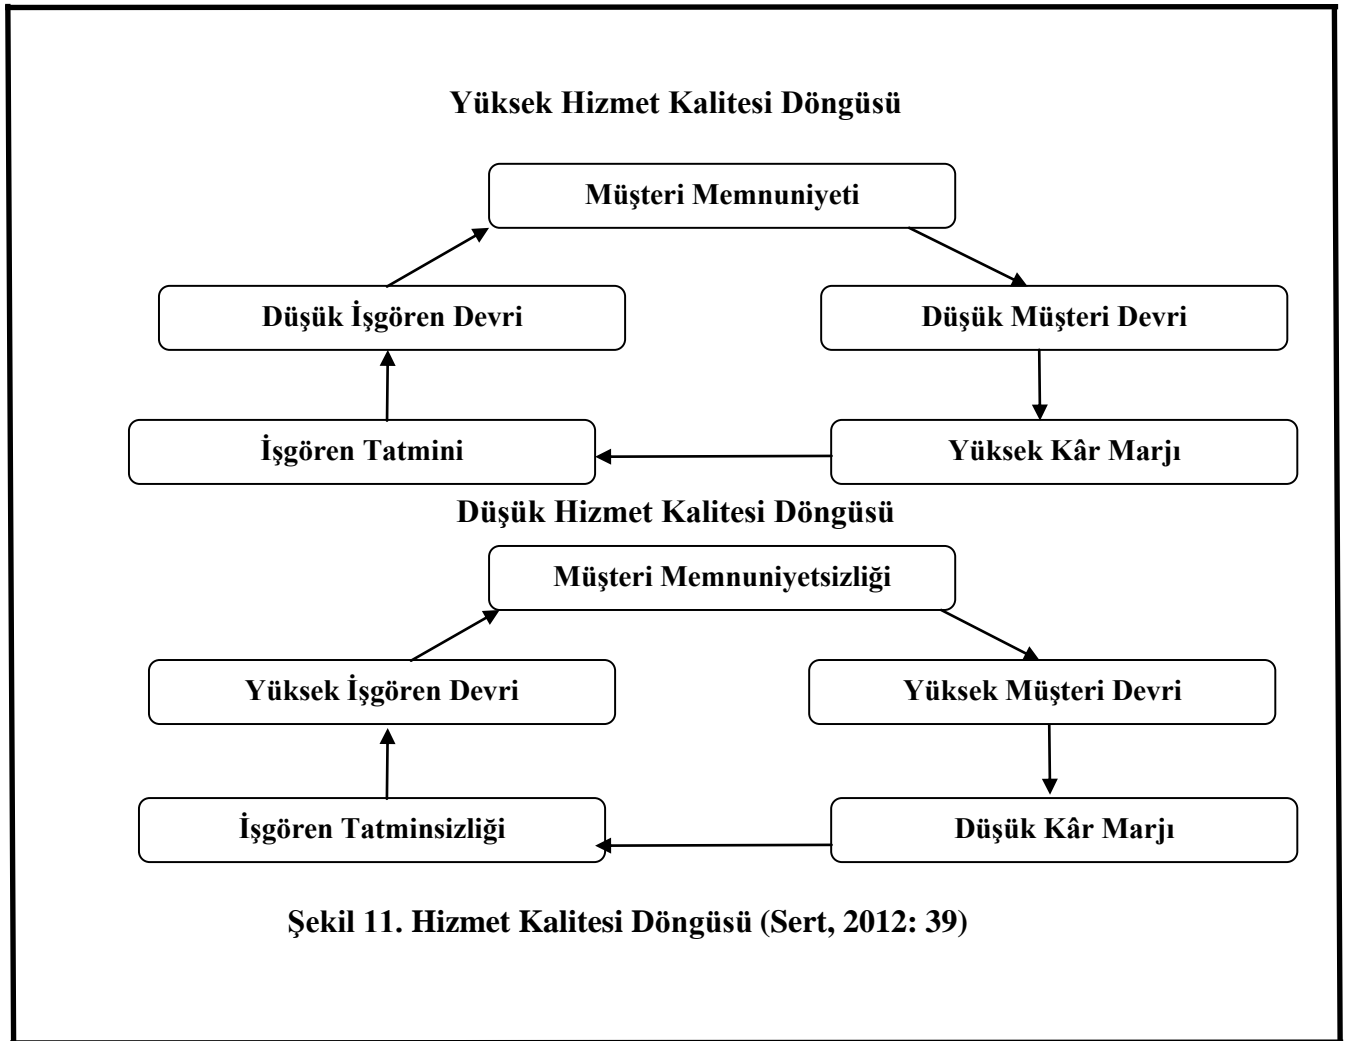 Yüksek Hizmet Kalitesi Döngüsü
Müşteri Memnuniyeti
Düşük İşgören Devri
Düşük Müşteri Devri
İşgören Tatmini
Yüksek Kâr Marjı
Düşük Hizmet Kalitesi Döngüsü
Müşteri Memnuniyetsizliği
Yüksek İşgören Devri
Yüksek Müşteri Devri
İşgören Tatminsizliği
Düşük Kâr Marjı
Şekil 11. Hizmet Kalitesi Döngüsü (Sert, 2012: 39)